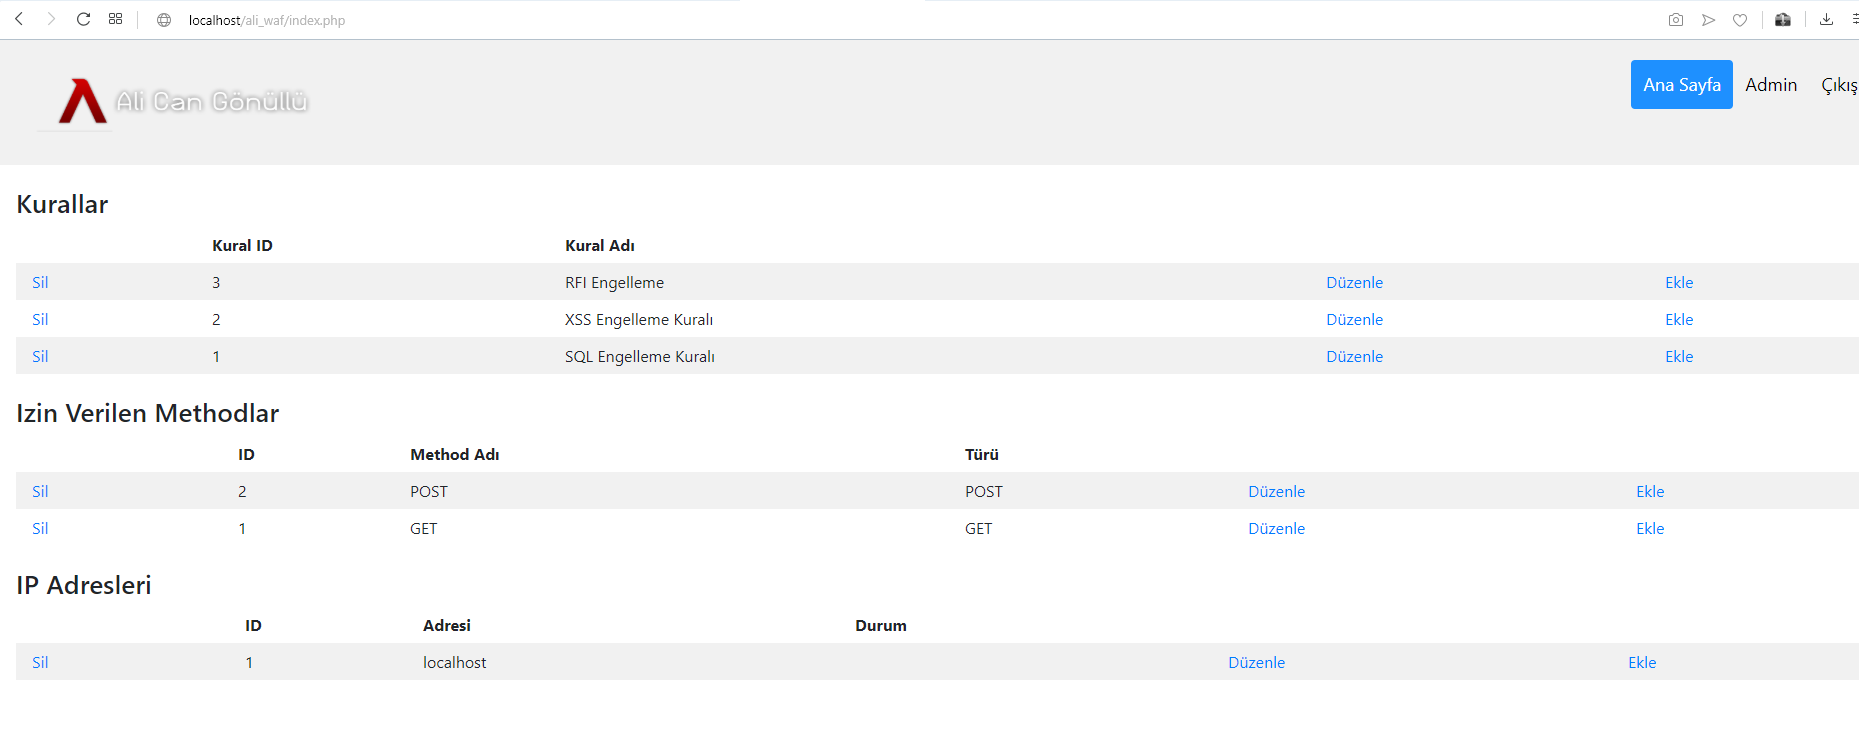 localhost/ali_waf/index.php
Ali Can Gönüllü
Ana Sayfa Admin Çıkış
Kurallar
Kural ID Kural Adı
Sil 3 RFI Engelleme Düzenle Ekle
Sil 2 XSS Engelleme Kuralı Düzenle Ekle
Sil 1 SQL Engelleme Kuralı Düzenle Ekle
Izin Verilen Methodlar
ID Method Adı Türü
Sil 2 POST POST Düzenle Ekle
Sil 1 GET GET Düzenle Ekle
IP Adresleri
ID Adresi Durum
Sil 1 localhost Düzenle Ekle